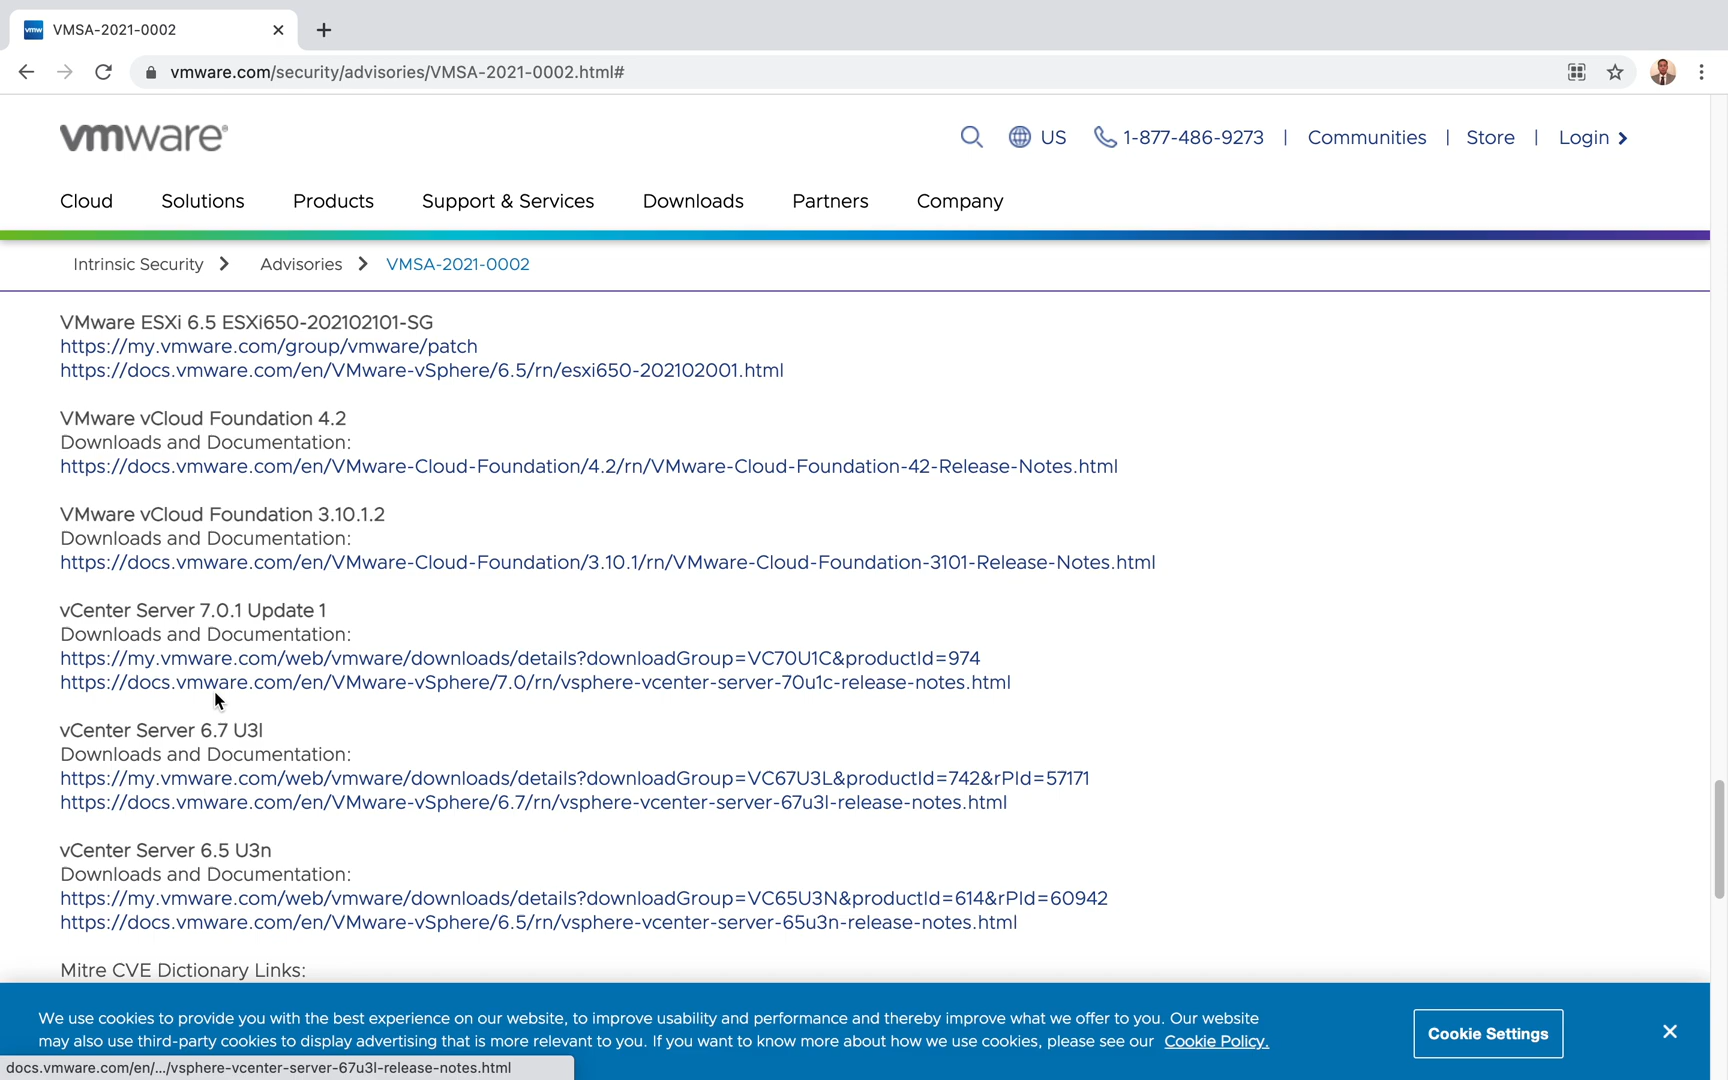 vmw VMSA-2021-0002
vmware.com/security/advisories/VMSA-2021-0002.html#
vmware®
US
1-877-486-9273 | Communities | Store | Login
Cloud Solutions Products Support & Services Downloads Partners Company
Intrinsic Security Advisories VMSA-2021-0002
VMware ESXi 6.5 ESXi650-202102101-SG
https://my.vmware.com/group/vmware/patch
https://docs.vmware.com/en/VMware-vSphere/6.5/rn/esxi650-202102001.html
VMware vCloud Foundation 4.2
Downloads and Documentation:
https://docs.vmware.com/en/VMware-Cloud-Foundation/4.2/rn/VMware-Cloud-Foundation-42-Release-Notes.html
VMware vCloud Foundation 3.10.1.2
Downloads and Documentation:
https://docs.vmware.com/en/VMware-Cloud-Foundation/3.10.1/rn/VMware-Cloud-Foundation-3101-Release-Notes.html
vCenter Server 7.0.1 Update 1
Downloads and Documentation:
https://my.vmware.com/web/vmware/downloads/details?downloadGroup=VC70U1C&productId=974
https://docs.vmware.com/en/VMware-vSphere/7.0/rn/vsphere-vcenter-server-70u1c-release-notes.html
vCenter Server 6.7 U3l
Downloads and Documentation:
https://my.vmware.com/web/vmware/downloads/details?downloadGroup=VC67U3L&productId=742&rPId=57171
https://docs.vmware.com/en/VMware-vSphere/6.7/rn/vsphere-vcenter-server-67u3l-release-notes.html
vCenter Server 6.5 U3n
Downloads and Documentation:
https://my.vmware.com/web/vmware/downloads/details?downloadGroup=VC65U3N&productId=614&rPId=60942
https://docs.vmware.com/en/VMware-vSphere/6.5/rn/vsphere-vcenter-server-65u3n-release-notes.html
Mitre CVE Dictionary Links:
We use cookies to provide you with the best experience on our website, to improve usability and performance and thereby improve what we offer to you. Our website
may also use third-party cookies to display advertising that is more relevant to you. If you want to know more about how we use cookies, please see our Cookie Policy.
Cookie Settings
docs.vmware.com/en/.../vsphere-vcenter-server-67u3l-release-notes.html